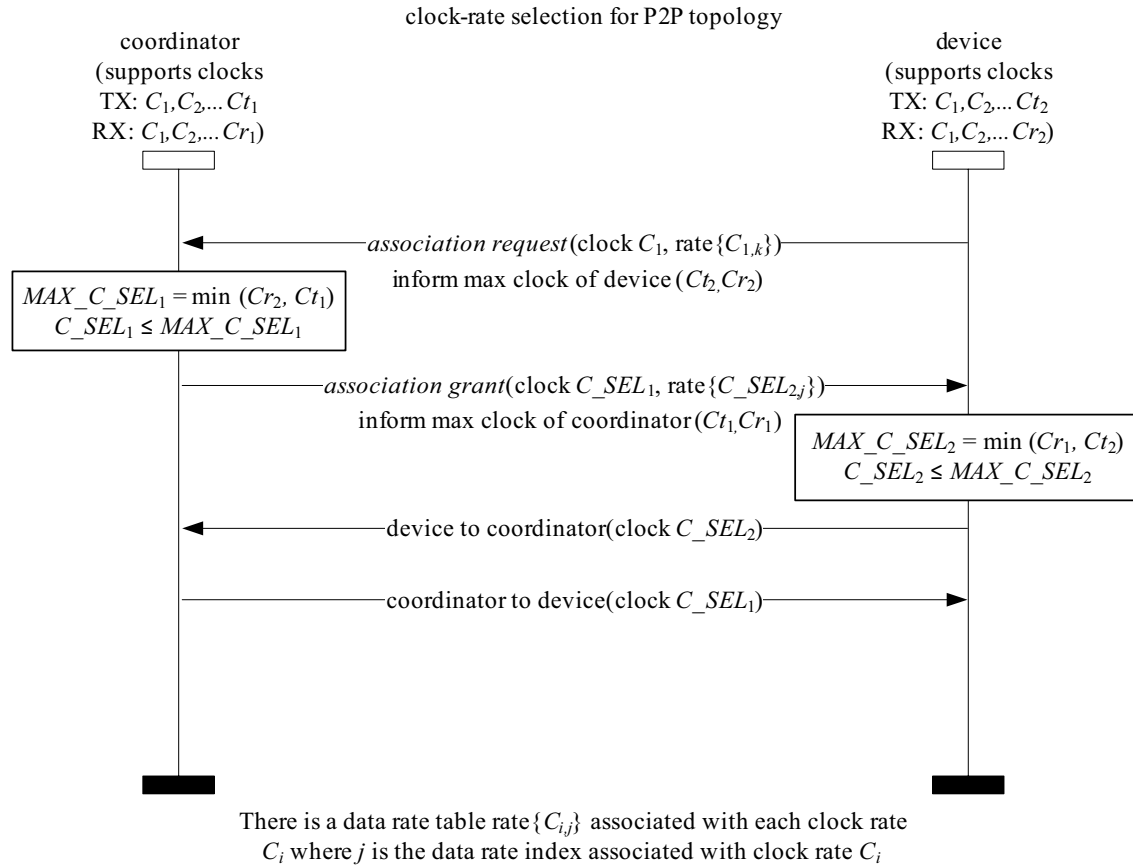 clock-rate selection for P2P topology
coordinator
(supports clocks
TX: C₁,C₂,... Ct₁
RX: C₁,C₂,... Cr₁)
device
(supports clocks
TX: C₁,C₂,... Ct₂
RX: C₁,C₂,... Cr₂)
association request(clock C₁, rate{C₁,ₖ})
inform max clock of device (Ct₂,Cr₂)
MAX_C_SEL₁ = min (Cr₂, Ct₁)
C_SEL₁ ≤ MAX_C_SEL₁
association grant(clock C_SEL₁, rate{C_SEL₂,ⱼ})
inform max clock of coordinator(Ct₁,Cr₁)
MAX_C_SEL₂ = min (Cr₁, Ct₂)
C_SEL₂ ≤ MAX_C_SEL₂
device to coordinator(clock C_SEL₂)
coordinator to device(clock C_SEL₁)
There is a data rate table rate{Cᵢ,ⱼ} associated with each clock rate
Cᵢ where j is the data rate index associated with clock rate Cᵢ